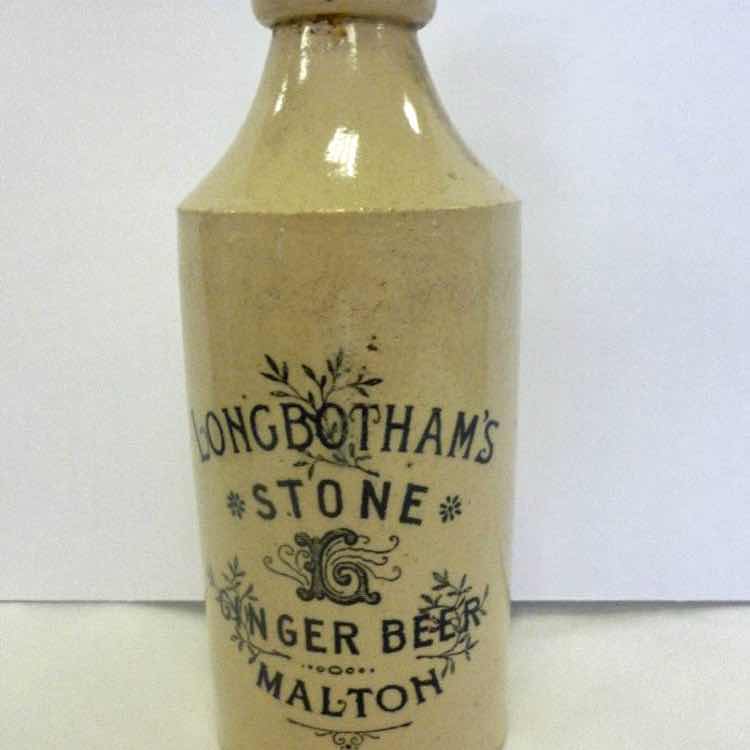 LONGBOTHAM'S
STONE
G
GINGER BEER
MALTON